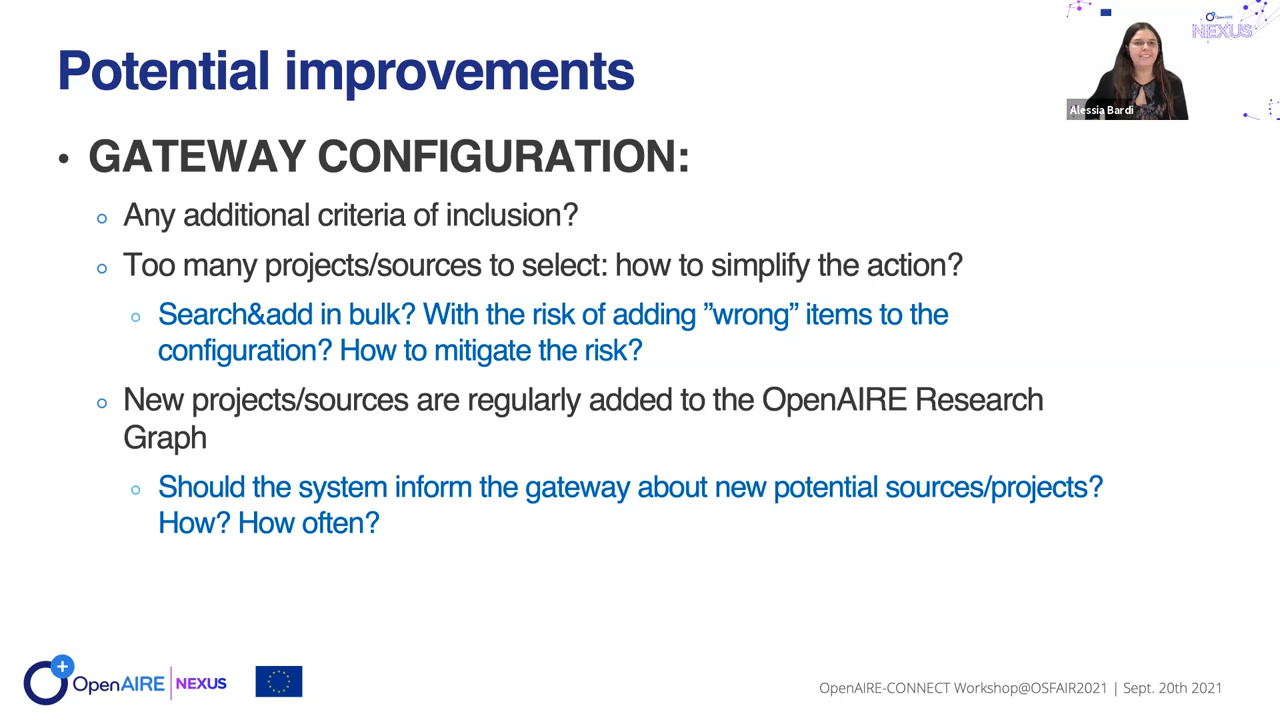 Potential improvements
OpenAIRE
NEXUS
Alessia Bardi
• GATEWAY CONFIGURATION:
Any additional criteria of inclusion?
Too many projects/sources to select: how to simplify the action?
Search&add in bulk? With the risk of adding ”wrong” items to the
configuration? How to mitigate the risk?
New projects/sources are regularly added to the OpenAIRE Research
Graph
Should the system inform the gateway about new potential sources/projects?
How? How often?
OpenAIRE | NEXUS
OpenAIRE-CONNECT Workshop@OSFAIR2021 | Sept. 20th 2021